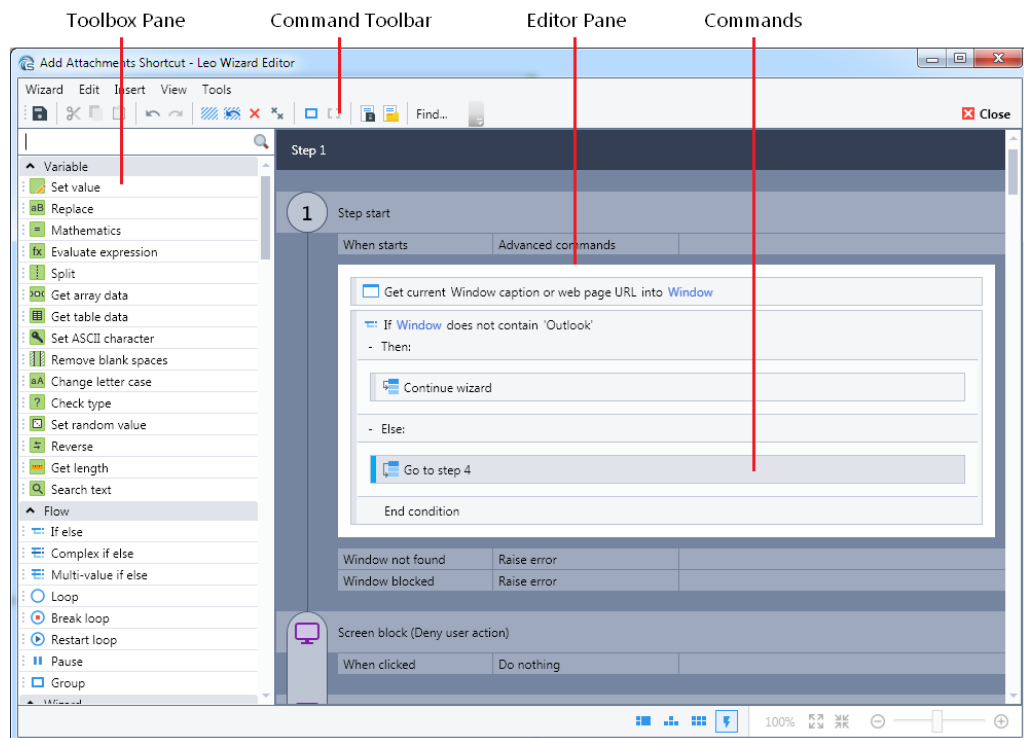 Toolbox Pane Command Toolbar Editor Pane Commands
Add Attachments Shortcut - Leo Wizard Editor
Wizard Edit Insert View Tools
Find... Close
Step 1
Variable
Set value
aB Replace
= Mathematics
fx Evaluate expression
Split
Get array data
Get table data
Set ASCII character
Remove blank spaces
aA Change letter case
? Check type
Set random value
Reverse
Get length
Search text
Flow
If else
Complex if else
Multi-value if else
Loop
Break loop
Restart loop
Pause
Group
Wizard
1 Step start
When starts Advanced commands
Get current Window caption or web page URL into Window
If Window does not contain 'Outlook'
- Then:
Continue wizard
- Else:
Go to step 4
End condition
Window not found Raise error
Window blocked Raise error
Screen block (Deny user action)
When clicked Do nothing
100%